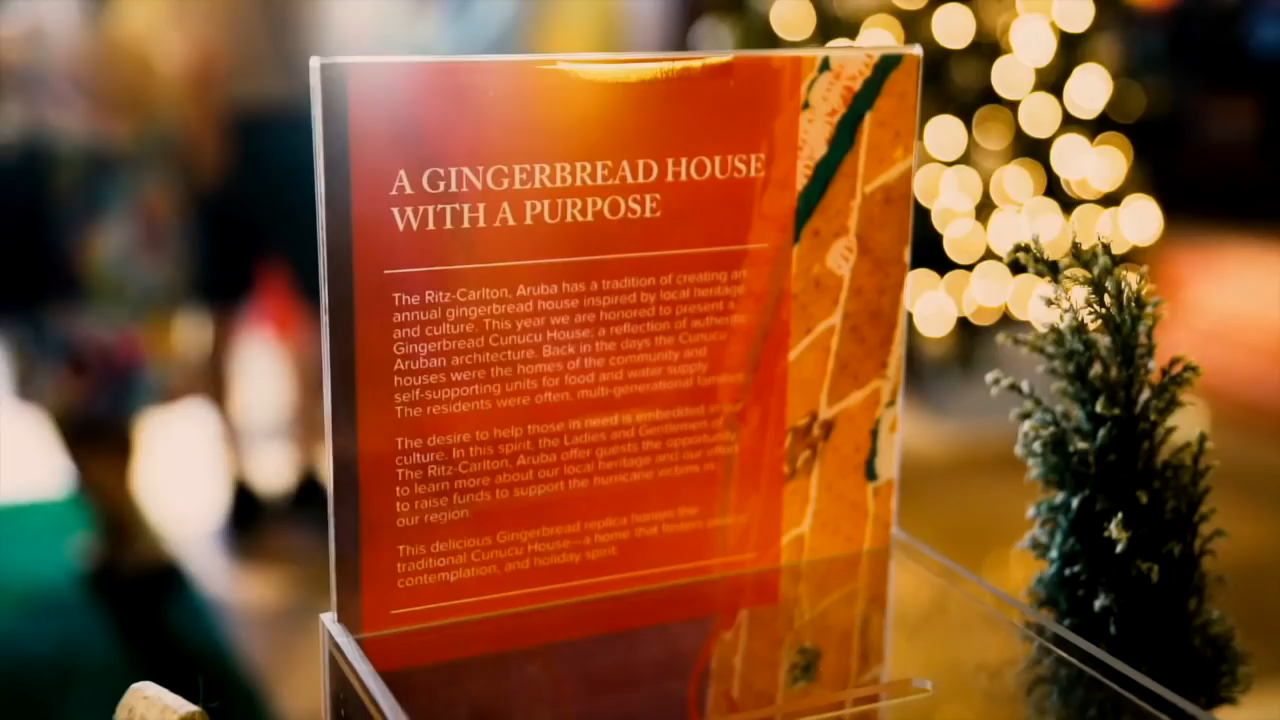 A GINGERBREAD HOUSE
WITH A PURPOSE
The Ritz-Carlton, Aruba has a tradition of creating an
annual gingerbread house inspired by local heritage
and culture. This year we are honored to present a
Gingerbread Cunucu House; a reflection of authentic
Aruban architecture. Back in the days the Cunucu
houses were the homes of the community and
self-supporting units for food and water supply.
The residents were often, multi-generational families.
The desire to help those in need is embedded
culture. In this spirit, the Ladies and Gentlemen of
The Ritz-Carlton, Aruba offer guests the opportunity
to learn more about our local heritage and our
to raise funds to support the hurricane victims in
our region.
This delicious Gingerbread replica honors the
traditional Cunucu House—a home that fosters
contemplation, and holiday spirit.